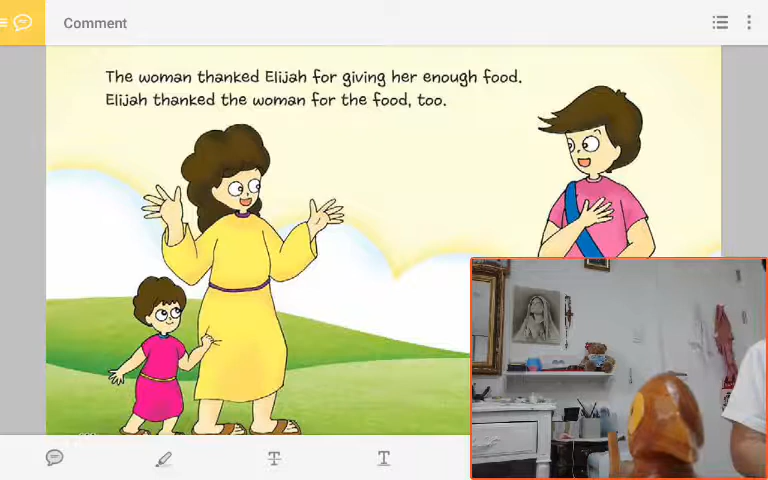 Comment
The woman thanked Elijah for giving her enough food.
Elijah thanked the woman for the food, too.
T
T